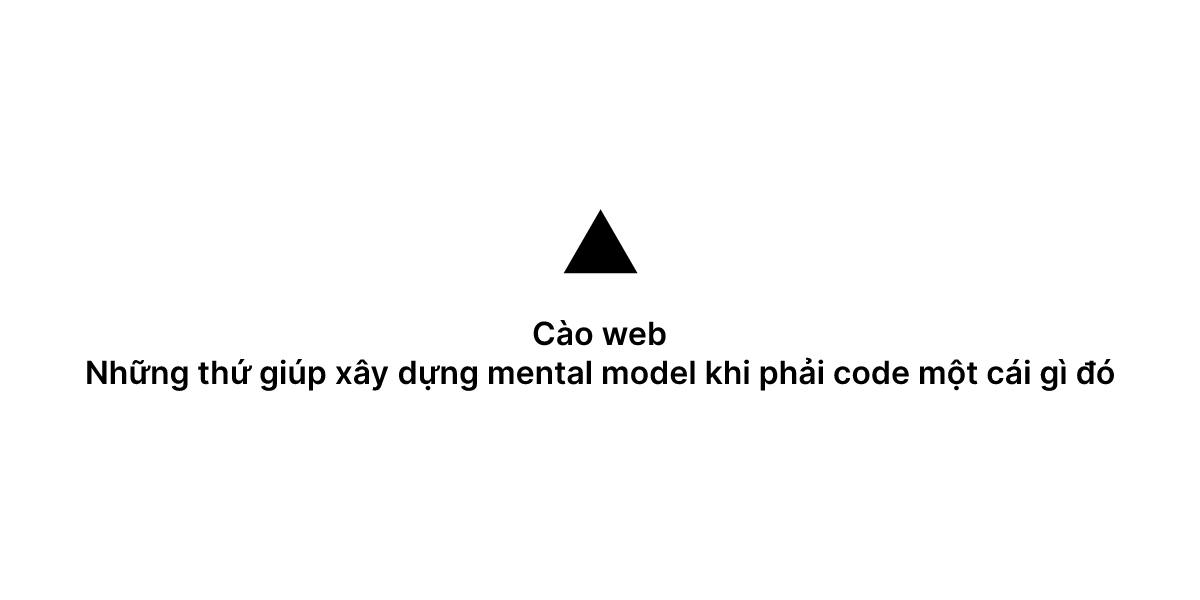 Cào web
Những thứ giúp xây dựng mental model khi phải code một cái gì đó